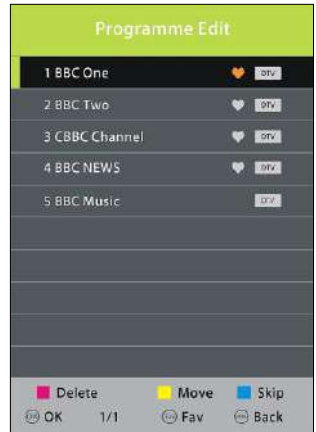 Programme Edit
1 BBC One DTV
2 BBC Two DTV
3 CBBC Channel DTV
4 BBC NEWS DTV
5 BBC Music DTV
Delete Move Skip
OK 1/1 Fav Back